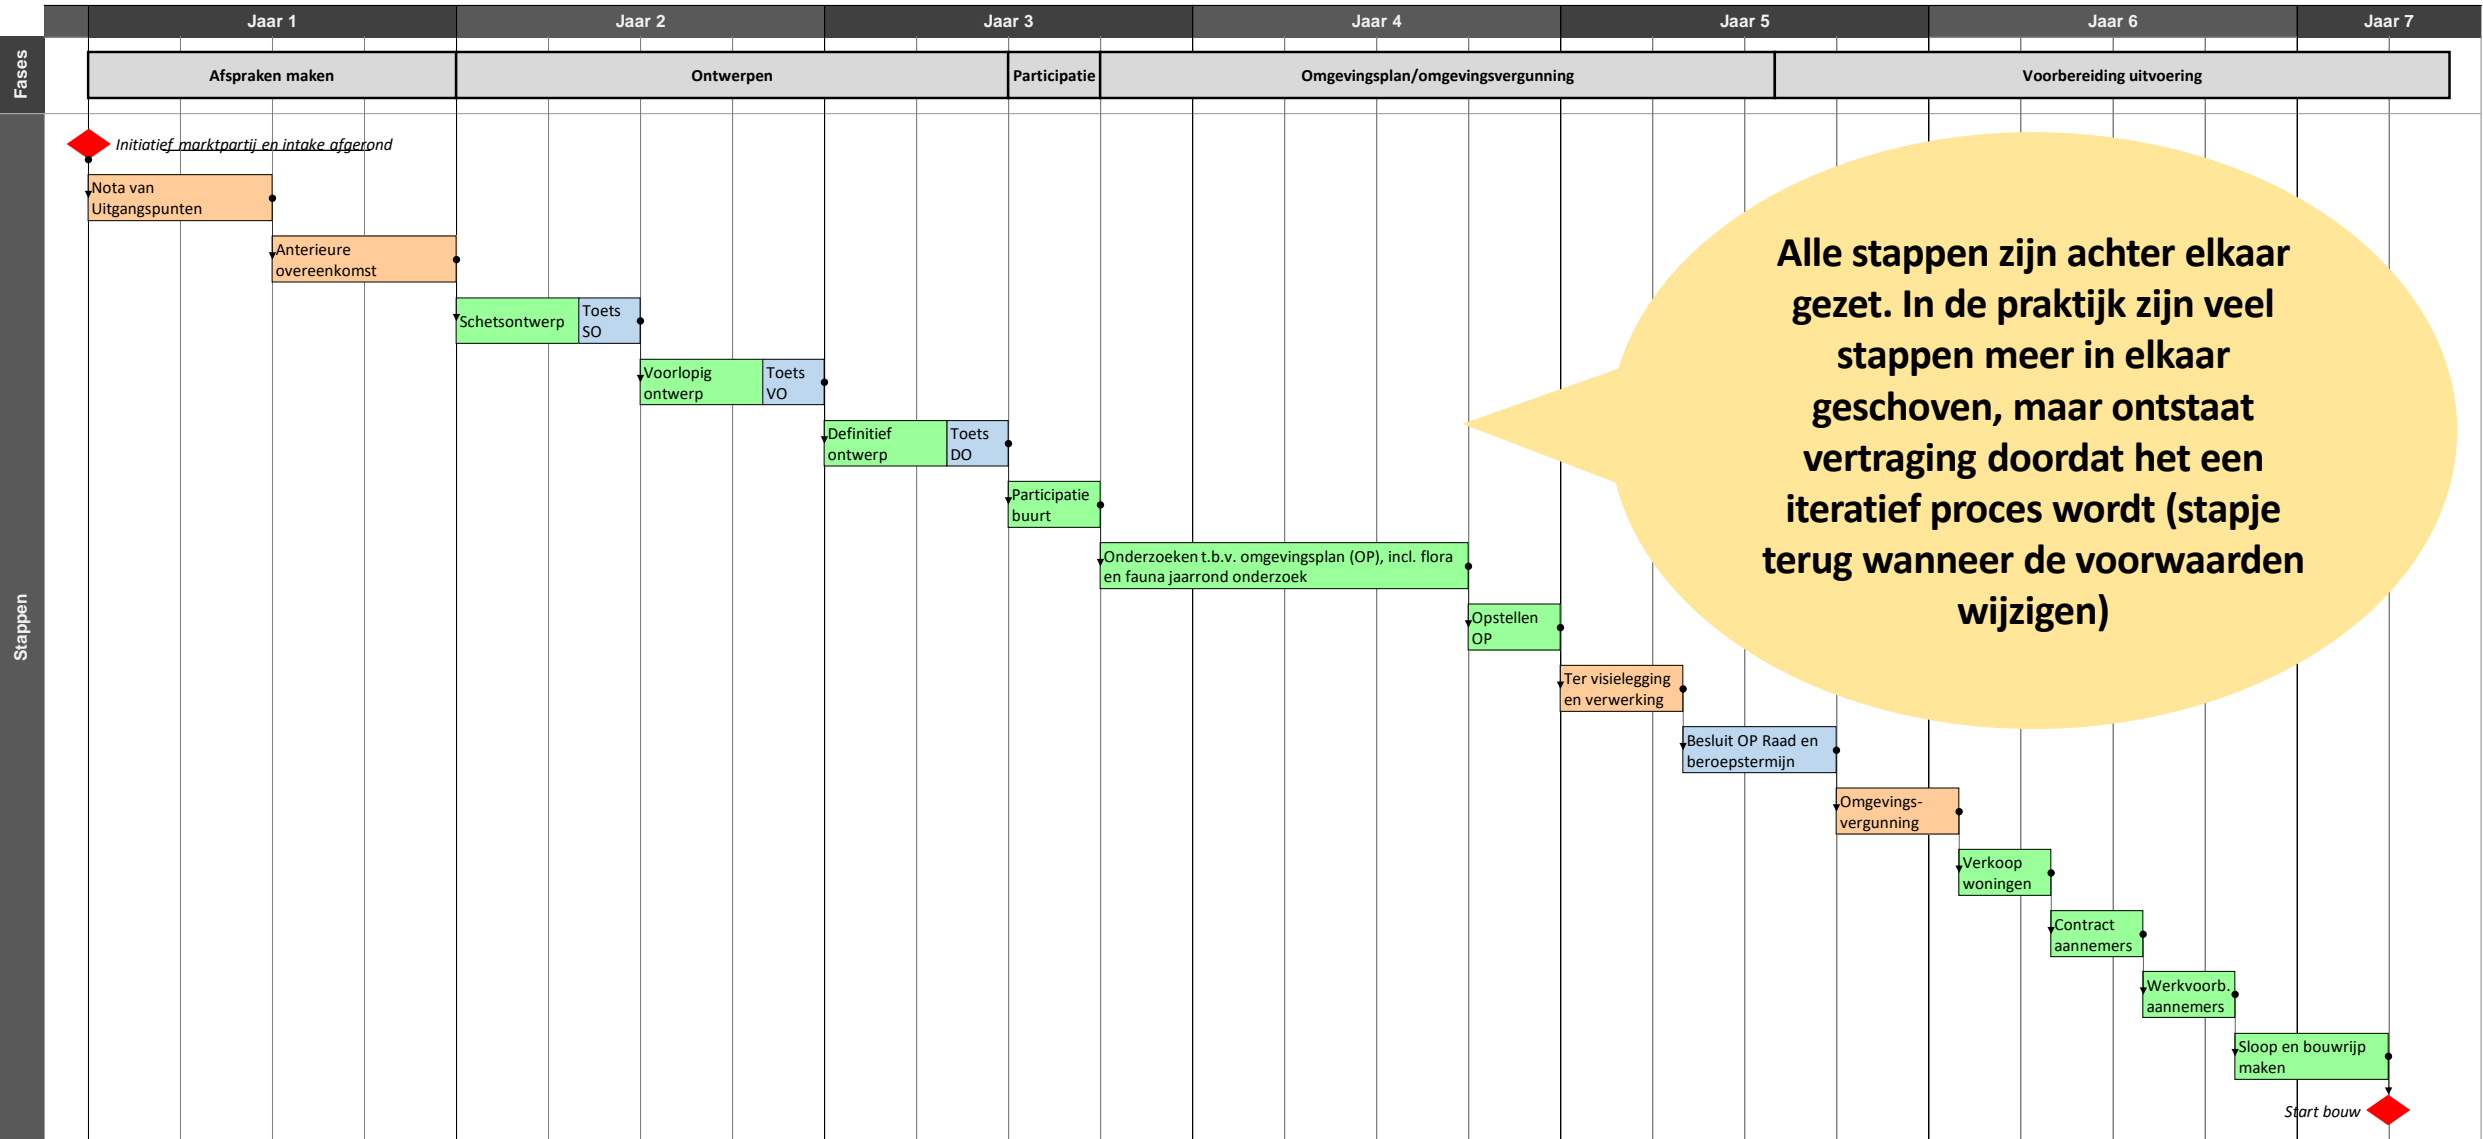 Jaar 1
Jaar 2
Jaar 3
Jaar 4
Jaar 5
Jaar 6
Jaar 7
Fases
Afspraken maken
Ontwerpen
Participatie
Omgevingsplan/omgevingsvergunning
Voorbereiding uitvoering
Stappen
Initiatief marktpartij en intake afgerond
Nota van
Uitgangspunten
Anterieure
overeenkomst
Schetsontwerp
Toets
SO
Voorlopig
ontwerp
Toets
VO
Definitief
ontwerp
Toets
DO
Participatie
buurt
Onderzoeken t.b.v. omgevingsplan (OP), incl. flora
en fauna jaarrond onderzoek
Opstellen
OP
Ter visielegging
en verwerking
Besluit OP Raad en
beroepstermijn
Omgevings-
vergunning
Verkoop
woningen
Contract
aannemers
Werkvoorb.
aannemers
Sloop en bouwrijp
maken
Start bouw
Alle stappen zijn achter elkaar
gezet. In de praktijk zijn veel
stappen meer in elkaar
geschoven, maar ontstaat
vertraging doordat het een
iteratief proces wordt (stapje
terug wanneer de voorwaarden
wijzigen)